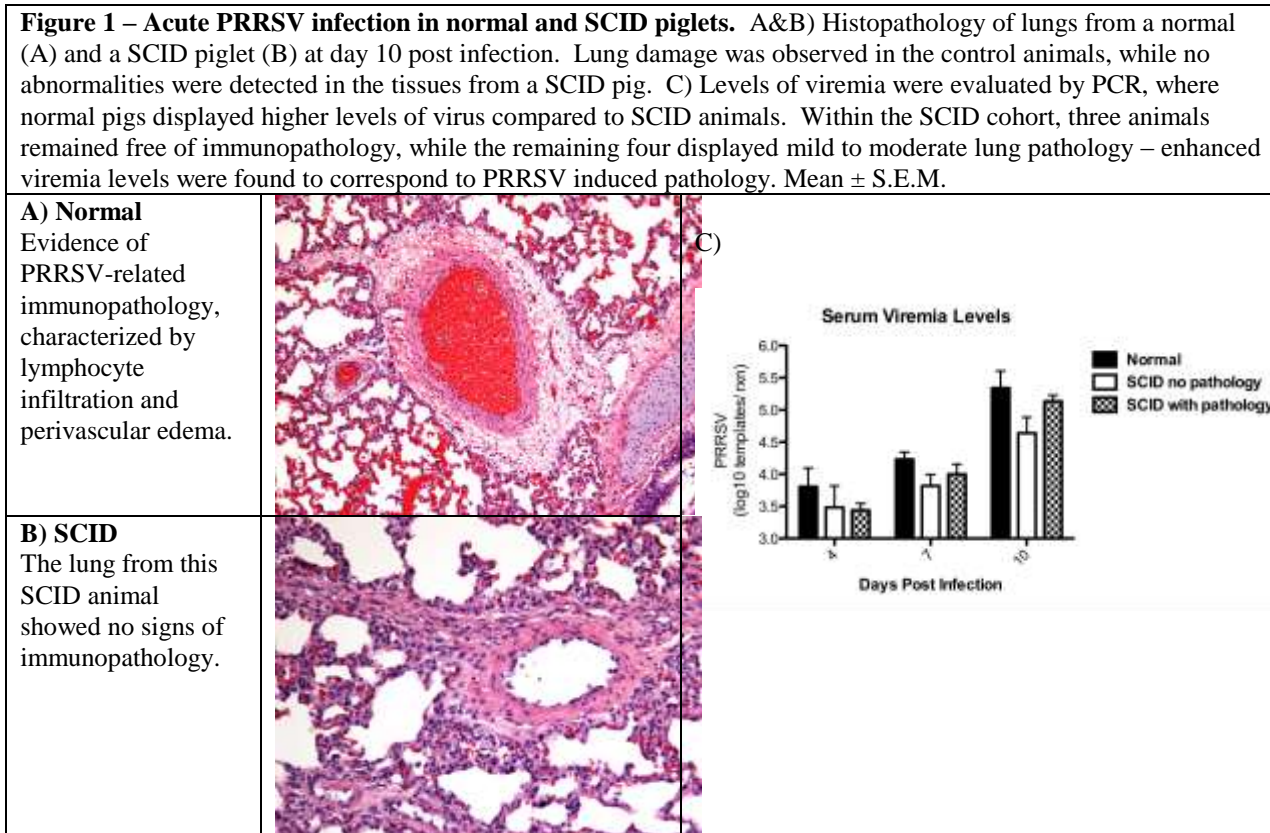 Figure 1 – Acute PRRSV infection in normal and SCID piglets. A&B) Histopathology of lungs from a normal
(A) and a SCID piglet (B) at day 10 post infection. Lung damage was observed in the control animals, while no
abnormalities were detected in the tissues from a SCID pig. C) Levels of viremia were evaluated by PCR, where
normal pigs displayed higher levels of virus compared to SCID animals. Within the SCID cohort, three animals
remained free of immunopathology, while the remaining four displayed mild to moderate lung pathology – enhanced
viremia levels were found to correspond to PRRSV induced pathology. Mean ± S.E.M.
A) Normal
Evidence of
PRRSV-related
immunopathology,
characterized by
lymphocyte
infiltration and
perivascular edema.
B) SCID
The lung from this
SCID animal
showed no signs of
immunopathology.
C)
Serum Viremia Levels
PRRSV
(log10 templates/ rxn)
6.0
5.5
5.0
4.5
4.0
3.5
3.0
4
7
10
Days Post Infection
Normal
SCID no pathology
SCID with pathology